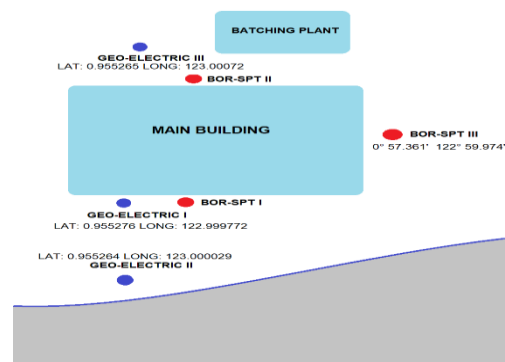 BATCHING PLANT
GEO-ELECTRIC III
LAT: 0.955265 LONG: 123.00072
BOR-SPT II
MAIN BUILDING
BOR-SPT III
0° 57.361' 122° 59.974'
BOR-SPT I
GEO-ELECTRIC I
LAT: 0.955276 LONG: 122.999772
LAT: 0.955264 LONG: 123.000029
GEO-ELECTRIC II